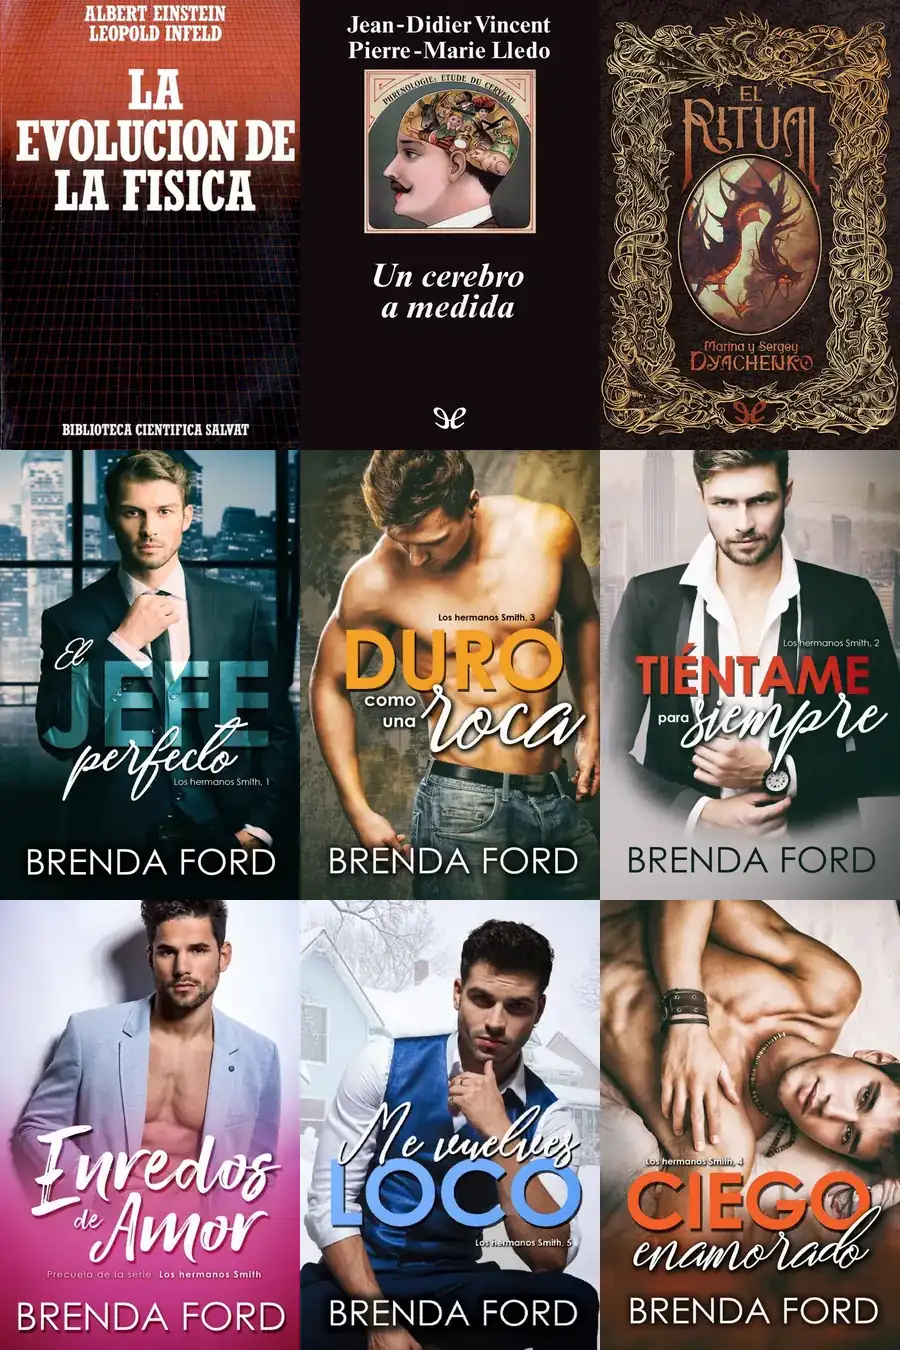 ALBERT EINSTEIN
LEOPOLD INFELD
LA
EVOLUCION DE
LA FISICA
BIBLIOTECA CIENTIFICA SALVAT
Jean-Didier Vincent
Pierre-Marie Lledo
PHRENOLOGIE: ETUDE DU CERVEAU
Un cerebro
a medida
EL
RITUAL
Marina y Sergey
DYACHENKO
El
JEFE
perfecto
Los hermanos Smith, 1
BRENDA FORD
Los hermanos Smith, 3
DURO
como
una
roca
BRENDA FORD
Los hermanos Smith, 2
TIÉNTAME
para siempre
BRENDA FORD
Enredos
de Amor
Precuela de la serie Los hermanos Smith
BRENDA FORD
Me vuelves
LOCO
Los hermanos Smith, 5
BRENDA FORD
Los hermanos Smith, 4
CIEGO
enamorado
BRENDA FORD